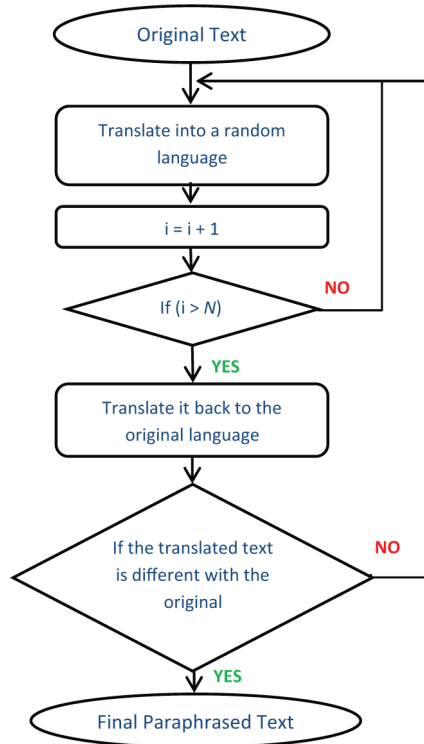 Original Text
Translate into a random
language
i = i + 1
If (i > N)
NO
YES
Translate it back to the
original language
If the translated text
is different with the
original
NO
YES
Final Paraphrased Text